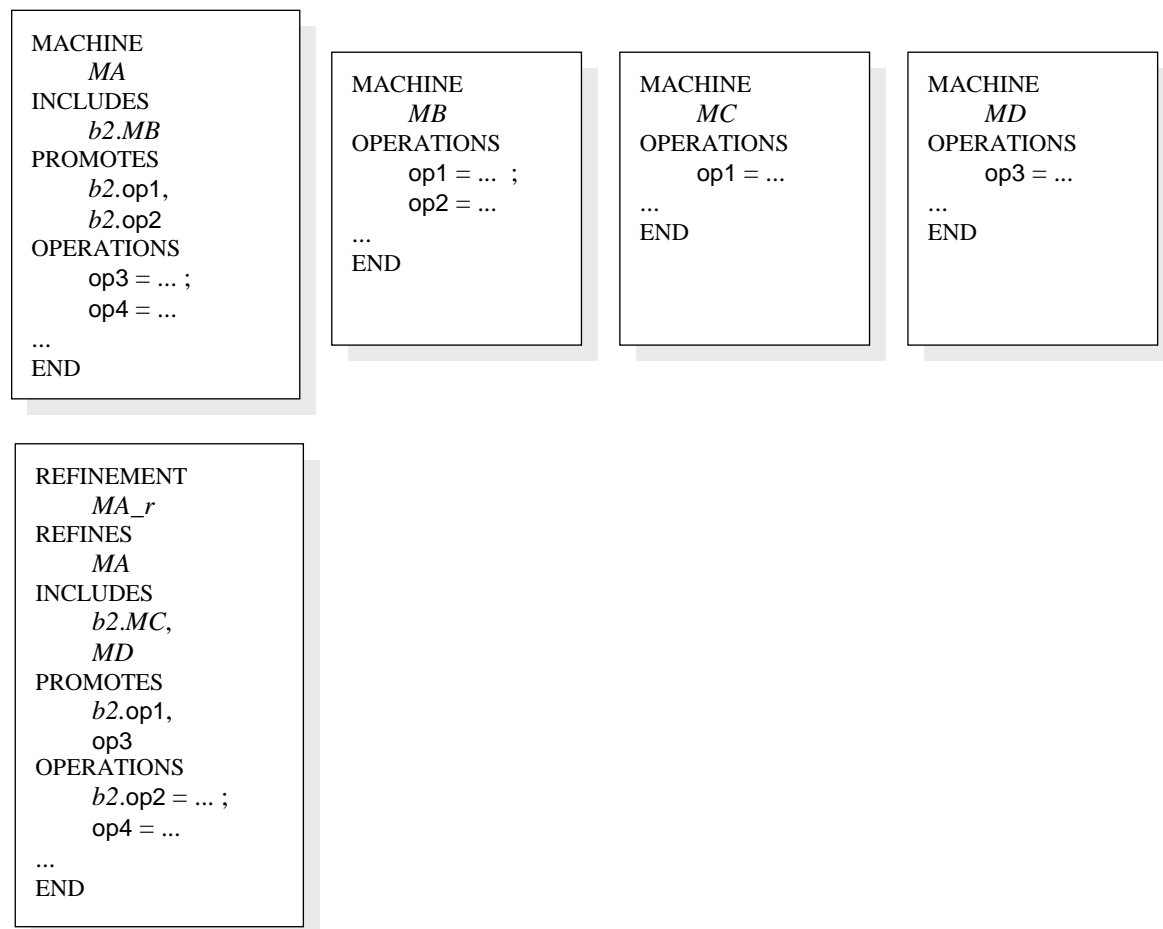 MACHINE
MA
INCLUDES
b2.MB
PROMOTES
b2.op1,
b2.op2
OPERATIONS
op3 = ... ;
op4 = ...
...
END
MACHINE
MB
OPERATIONS
op1 = ... ;
op2 = ...
...
END
MACHINE
MC
OPERATIONS
op1 = ...
...
END
MACHINE
MD
OPERATIONS
op3 = ...
...
END
REFINEMENT
MA_r
REFINES
MA
INCLUDES
b2.MC,
MD
PROMOTES
b2.op1,
op3
OPERATIONS
b2.op2 = ... ;
op4 = ...
...
END